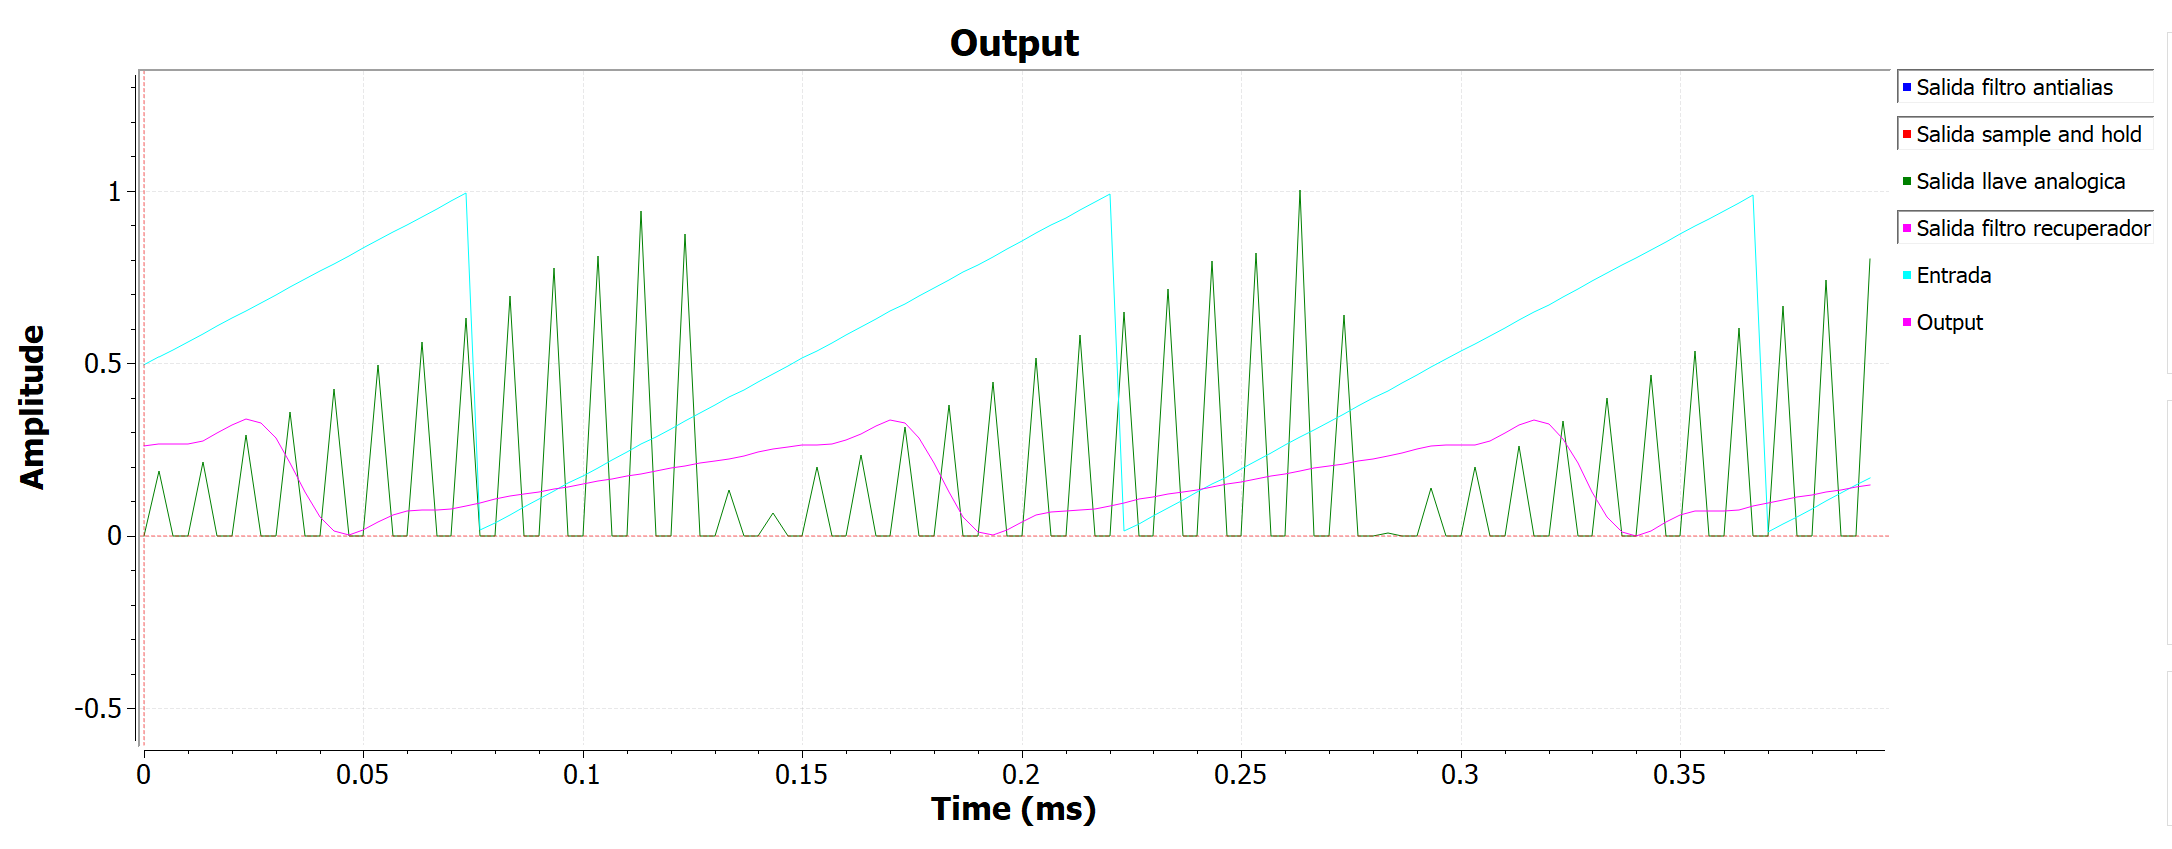 Output
Salida filtro antialias
Salida sample and hold
Salida llave analogica
Salida filtro recuperador
Entrada
Output
Amplitude
1
0.5
0
-0.5
0 0.05 0.1 0.15 0.2 0.25 0.3 0.35
Time (ms)